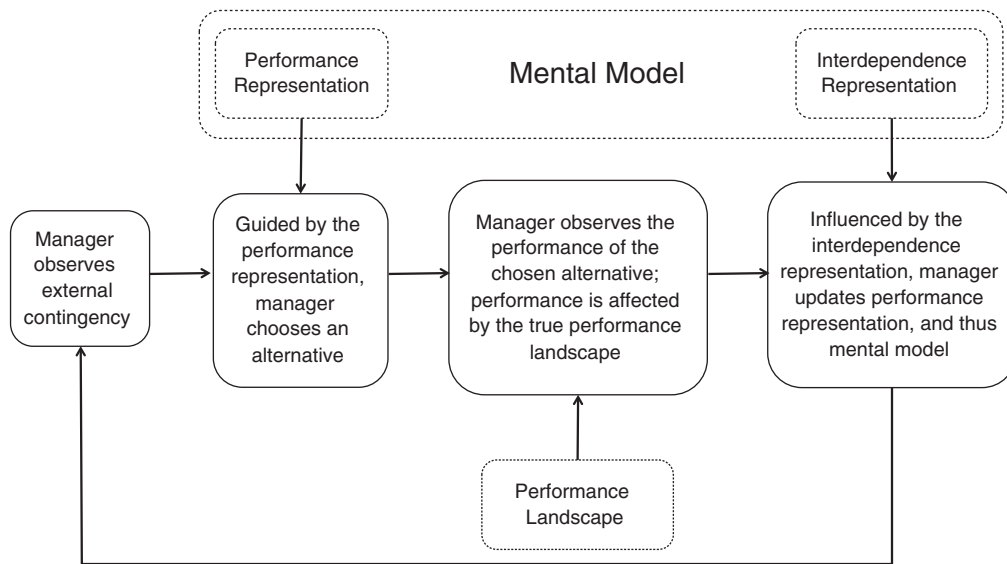 Performance
Representation
Mental Model
Interdependence
Representation
Manager
observes
external
contingency
Guided by the
performance
representation,
manager
chooses an
alternative
Manager observes the
performance of the
chosen alternative;
performance is affected
by the true performance
landscape
Influenced by the
interdependence
representation, manager
updates performance
representation, and thus
mental model
Performance
Landscape